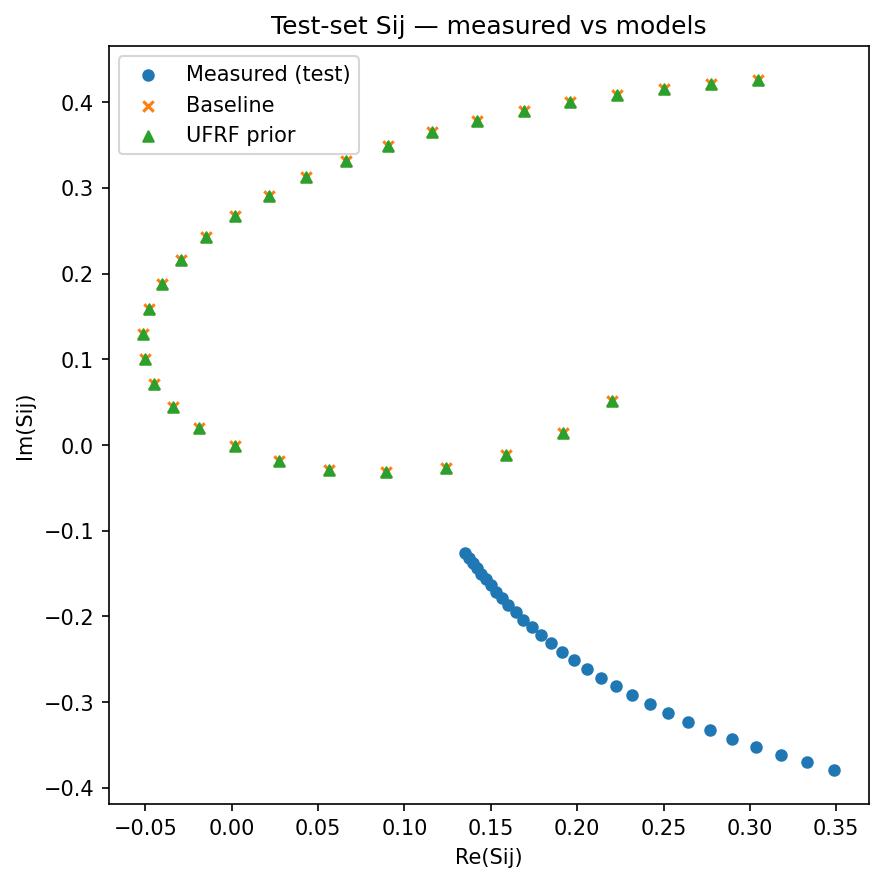 Test-set Sij — measured vs models
Measured (test)
Baseline
UFRF prior
Im(Sij)
0.4
0.3
0.2
0.1
0.0
−0.1
−0.2
−0.3
−0.4
−0.05 0.00 0.05 0.10 0.15 0.20 0.25 0.30 0.35
Re(Sij)